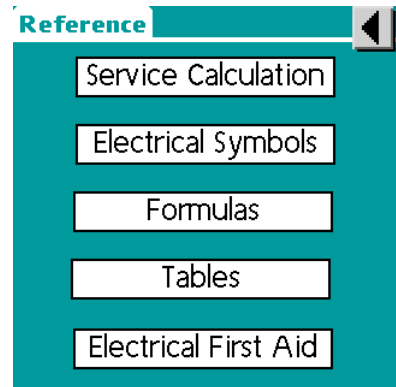 Reference
Service Calculation
Electrical Symbols
Formulas
Tables
Electrical First Aid